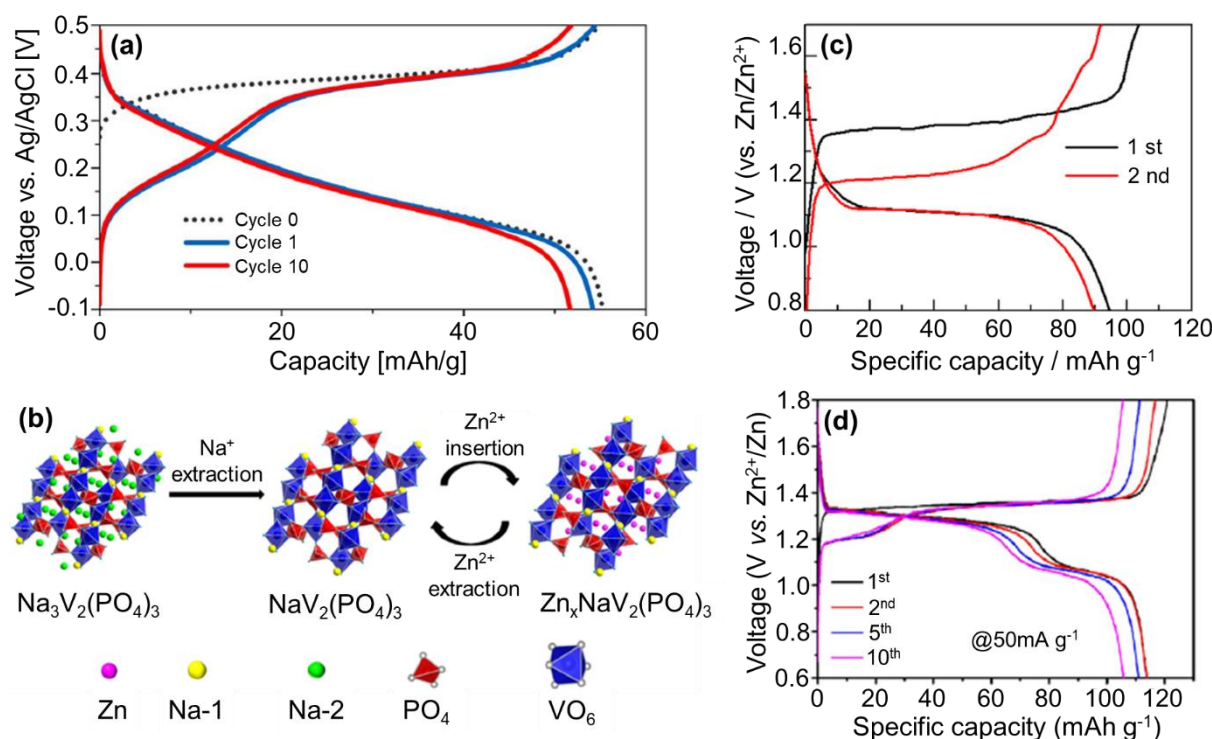 (a)
Voltage vs. Ag/AgCl [V]
0.5
0.4
0.3
0.2
0.1
0.0
-0.1
Cycle 0
Cycle 1
Cycle 10
0
20
40
60
Capacity [mAh/g]
(c)
Voltage / V (vs. Zn/Zn²⁺)
1.6
1.4
1.2
1.0
0.8
1 st
2 nd
0
20
40
60
80
100
120
Specific capacity / mAh g⁻¹
(b)
Na⁺
extraction
Zn²⁺
insertion
Zn²⁺
extraction
Na₃V₂(PO₄)₃
NaV₂(PO₄)₃
ZnₓNaV₂(PO₄)₃
Zn
Na-1
Na-2
PO₄
VO₆
(d)
Voltage (V vs. Zn²⁺/Zn)
1.8
1.6
1.4
1.2
1.0
0.8
0.6
1ˢᵗ
2ⁿᵈ
5ᵗʰ
10ᵗʰ
@50mA g⁻¹
0
20
40
60
80
100
120
Specific capacity (mAh g⁻¹)